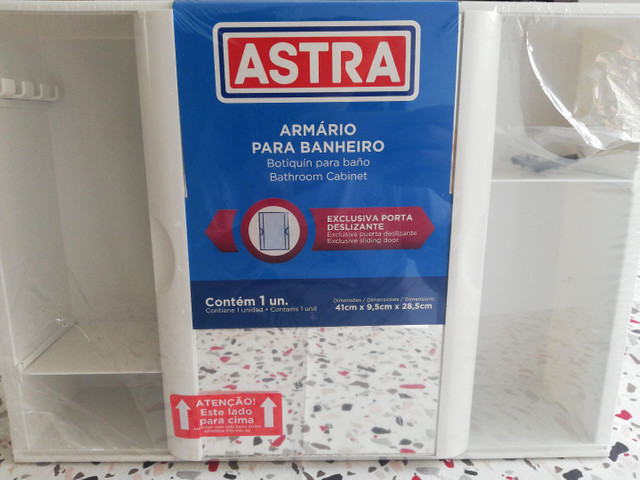 ASTRA
ARMÁRIO
PARA BANHEIRO
Botiquín para baño
Bathroom Cabinet
EXCLUSIVA PORTA
DESLIZANTE
Exclusiva puerta deslizante
Exclusive sliding door
Contém 1 un.
Contiene 1 unidad • Contains 1 unit
Dimensões / Dimensiones / Dimensions
41cm x 9,5cm x 28,5cm
ATENÇÃO!
Este lado
para cima